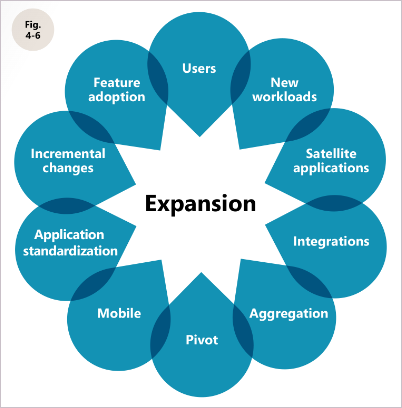 Fig.
4-6
Users
New
workloads
Satellite
applications
Integrations
Aggregation
Pivot
Mobile
Application
standardization
Incremental
changes
Feature
adoption
Expansion